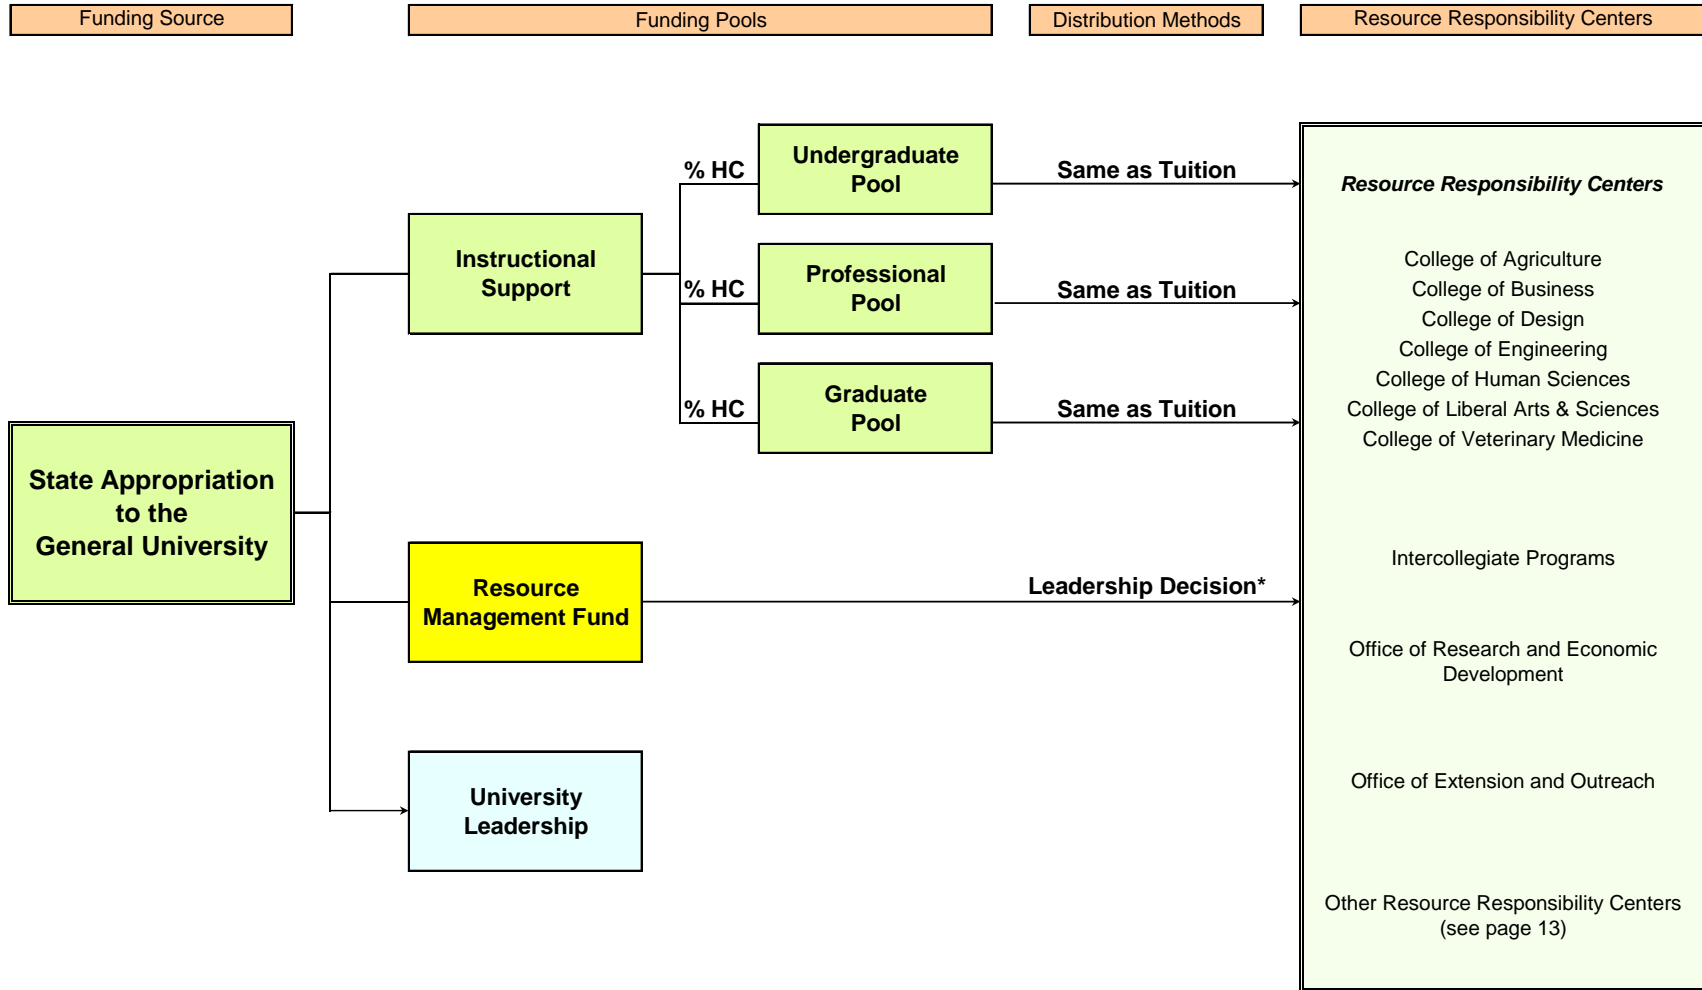 Funding Source
Funding Pools
Distribution Methods
Resource Responsibility Centers
State Appropriation
to the
General University
Instructional
Support
% HC
Undergraduate
Pool
Same as Tuition
% HC
Professional
Pool
Same as Tuition
% HC
Graduate
Pool
Same as Tuition
Resource
Management Fund
Leadership Decision*
University
Leadership
Resource Responsibility Centers
College of Agriculture
College of Business
College of Design
College of Engineering
College of Human Sciences
College of Liberal Arts & Sciences
College of Veterinary Medicine
Intercollegiate Programs
Office of Research and Economic
Development
Office of Extension and Outreach
Other Resource Responsibility Centers
(see page 13)